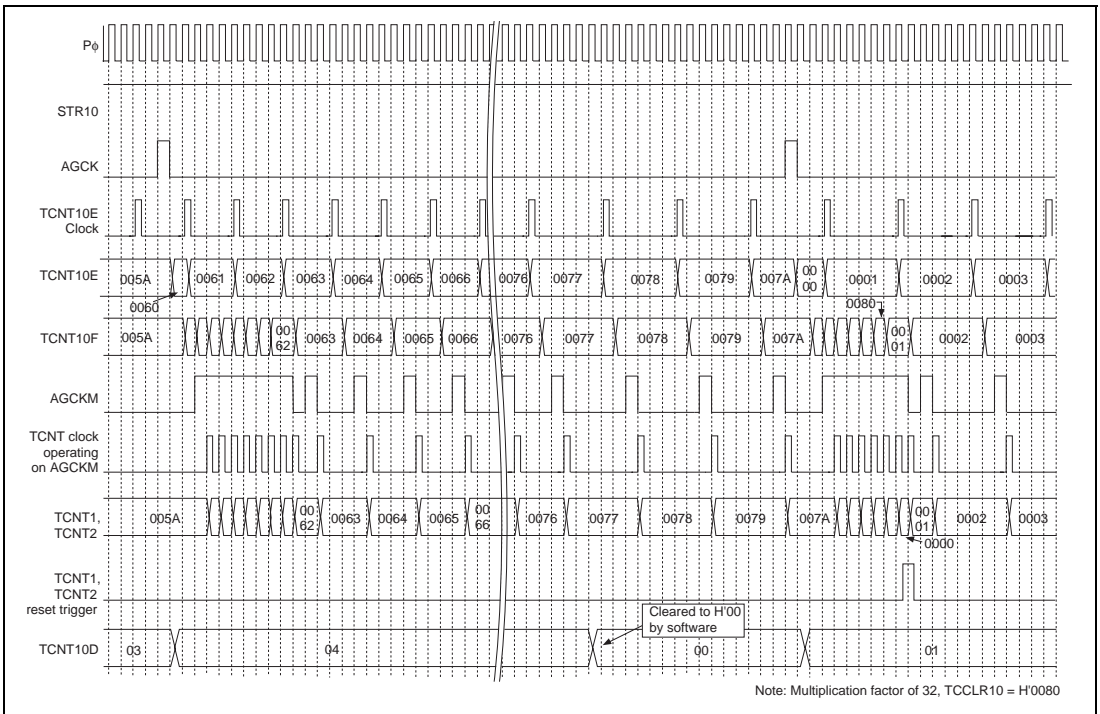 Pφ
STR10
AGCK
TCNT10E
Clock
TCNT10E
005A
0061
0062
0063
0064
0065
0066
0076
0077
0078
0079
007A
00
00
0001
0002
0003
0060
0080
TCNT10F
005A
00
62
0063
0064
0065
0066
0076
0077
0078
0079
007A
00
01
0002
0003
AGCKM
TCNT clock
operating
on AGCKM
TCNT1,
TCNT2
005A
00
62
0063
0064
0065
00
66
0076
0077
0078
0079
007A
00
01
0002
0003
0000
TCNT1,
TCNT2
reset trigger
Cleared to H'00
by software
TCNT10D
03
04
00
01
Note: Multiplication factor of 32, TCCLR10 = H'0080